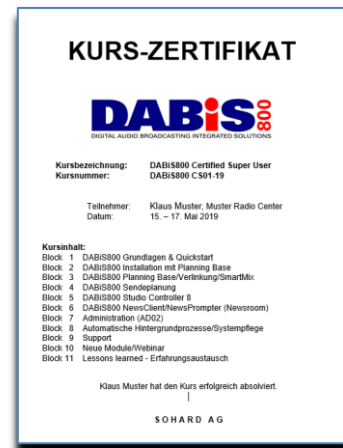 KURS-ZERTIFIKAT
DABiS800
DIGITAL AUDIO BROADCASTING INTEGRATED SOLUTIONS
Kursbezeichnung: DABiS800 Certified Super User
Kursnummer: DABiS800 CS01-19
Teilnehmer: Klaus Muster, Muster Radio Center
Datum: 15. – 17. Mai 2019
Kursinhalt:
Block 1 DABiS800 Grundlagen & Quickstart
Block 2 DABiS800 Installation mit Planning Base
Block 3 DABiS800 Planning Base/Verlinkung/SmartMix
Block 4 DABiS800 Sendeplanung
Block 5 DABiS800 Studio Controller 8
Block 6 DABiS800 NewsClient/NewsPrompter (Newsroom)
Block 7 Administration (AD02)
Block 8 Automatische Hintergrundprozesse/Systempflege
Block 9 Support
Block 10 Neue Module/Webinar
Block 11 Lessons learned - Erfahrungsaustausch
Klaus Muster hat den Kurs erfolgreich absolviert.
SOHARD AG